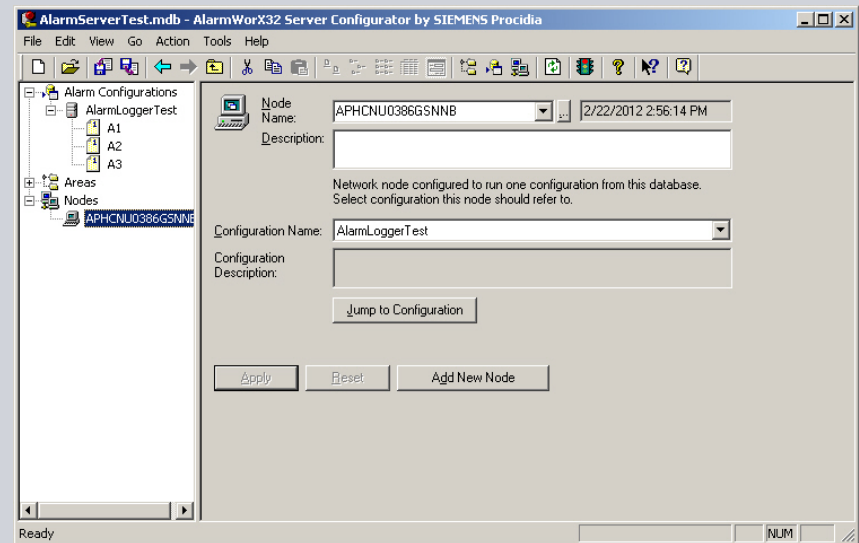 AlarmServerTest.mdb - AlarmWorX32 Server Configurator by SIEMENS Procidia
File Edit View Go Action Tools Help
Alarm Configurations
AlarmLoggerTest
A1
A2
A3
Areas
Nodes
APHCNU0386GSNNB
Node Name:
APHCNU0386GSNNB
...
2/22/2012 2:56:14 PM
Description:
Network node configured to run one configuration from this database.
Select configuration this node should refer to.
Configuration Name:
AlarmLoggerTest
Configuration Description:
Jump to Configuration
Apply
Reset
Add New Node
Ready
NUM